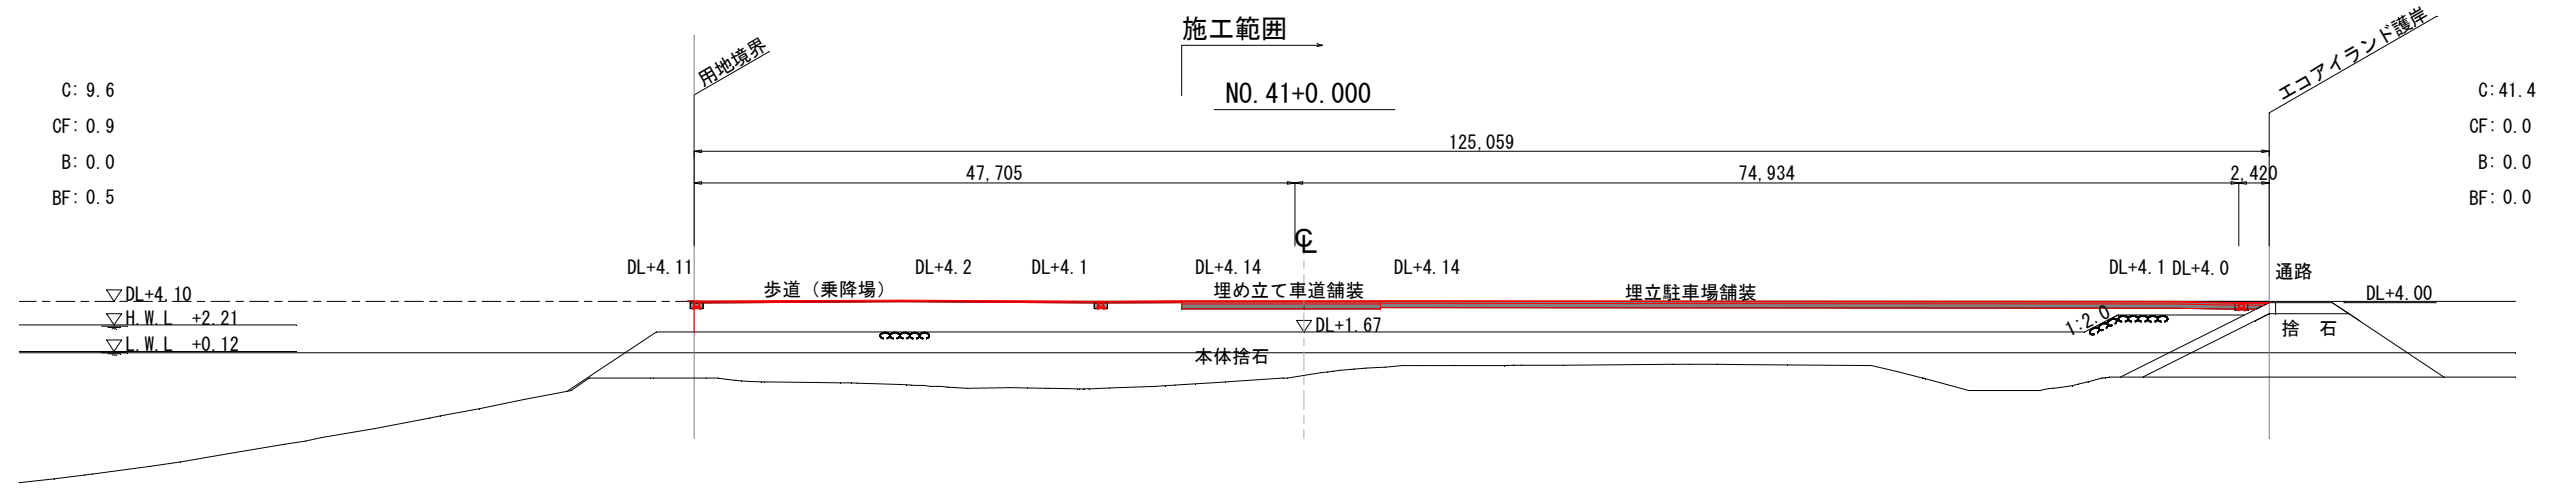 施工範囲
用地境界
エコアイランド護岸
NO.41+0.000
C: 9.6
CF: 0.9
B: 0.0
BF: 0.5
C:41.4
CF: 0.0
B: 0.0
BF: 0.0
125,059
47,705
74,934
2,420
CL
DL+4.11
DL+4.2
DL+4.1
DL+4.14
DL+4.14
DL+4.1
DL+4.0
通路
歩道（乗降場）
埋め立て車道舗装
埋立駐車場舗装
DL+4.10
DL+4.00
H.W.L +2.21
DL+1.67
1:2.0
捨 石
L.W.L +0.12
本体捨石